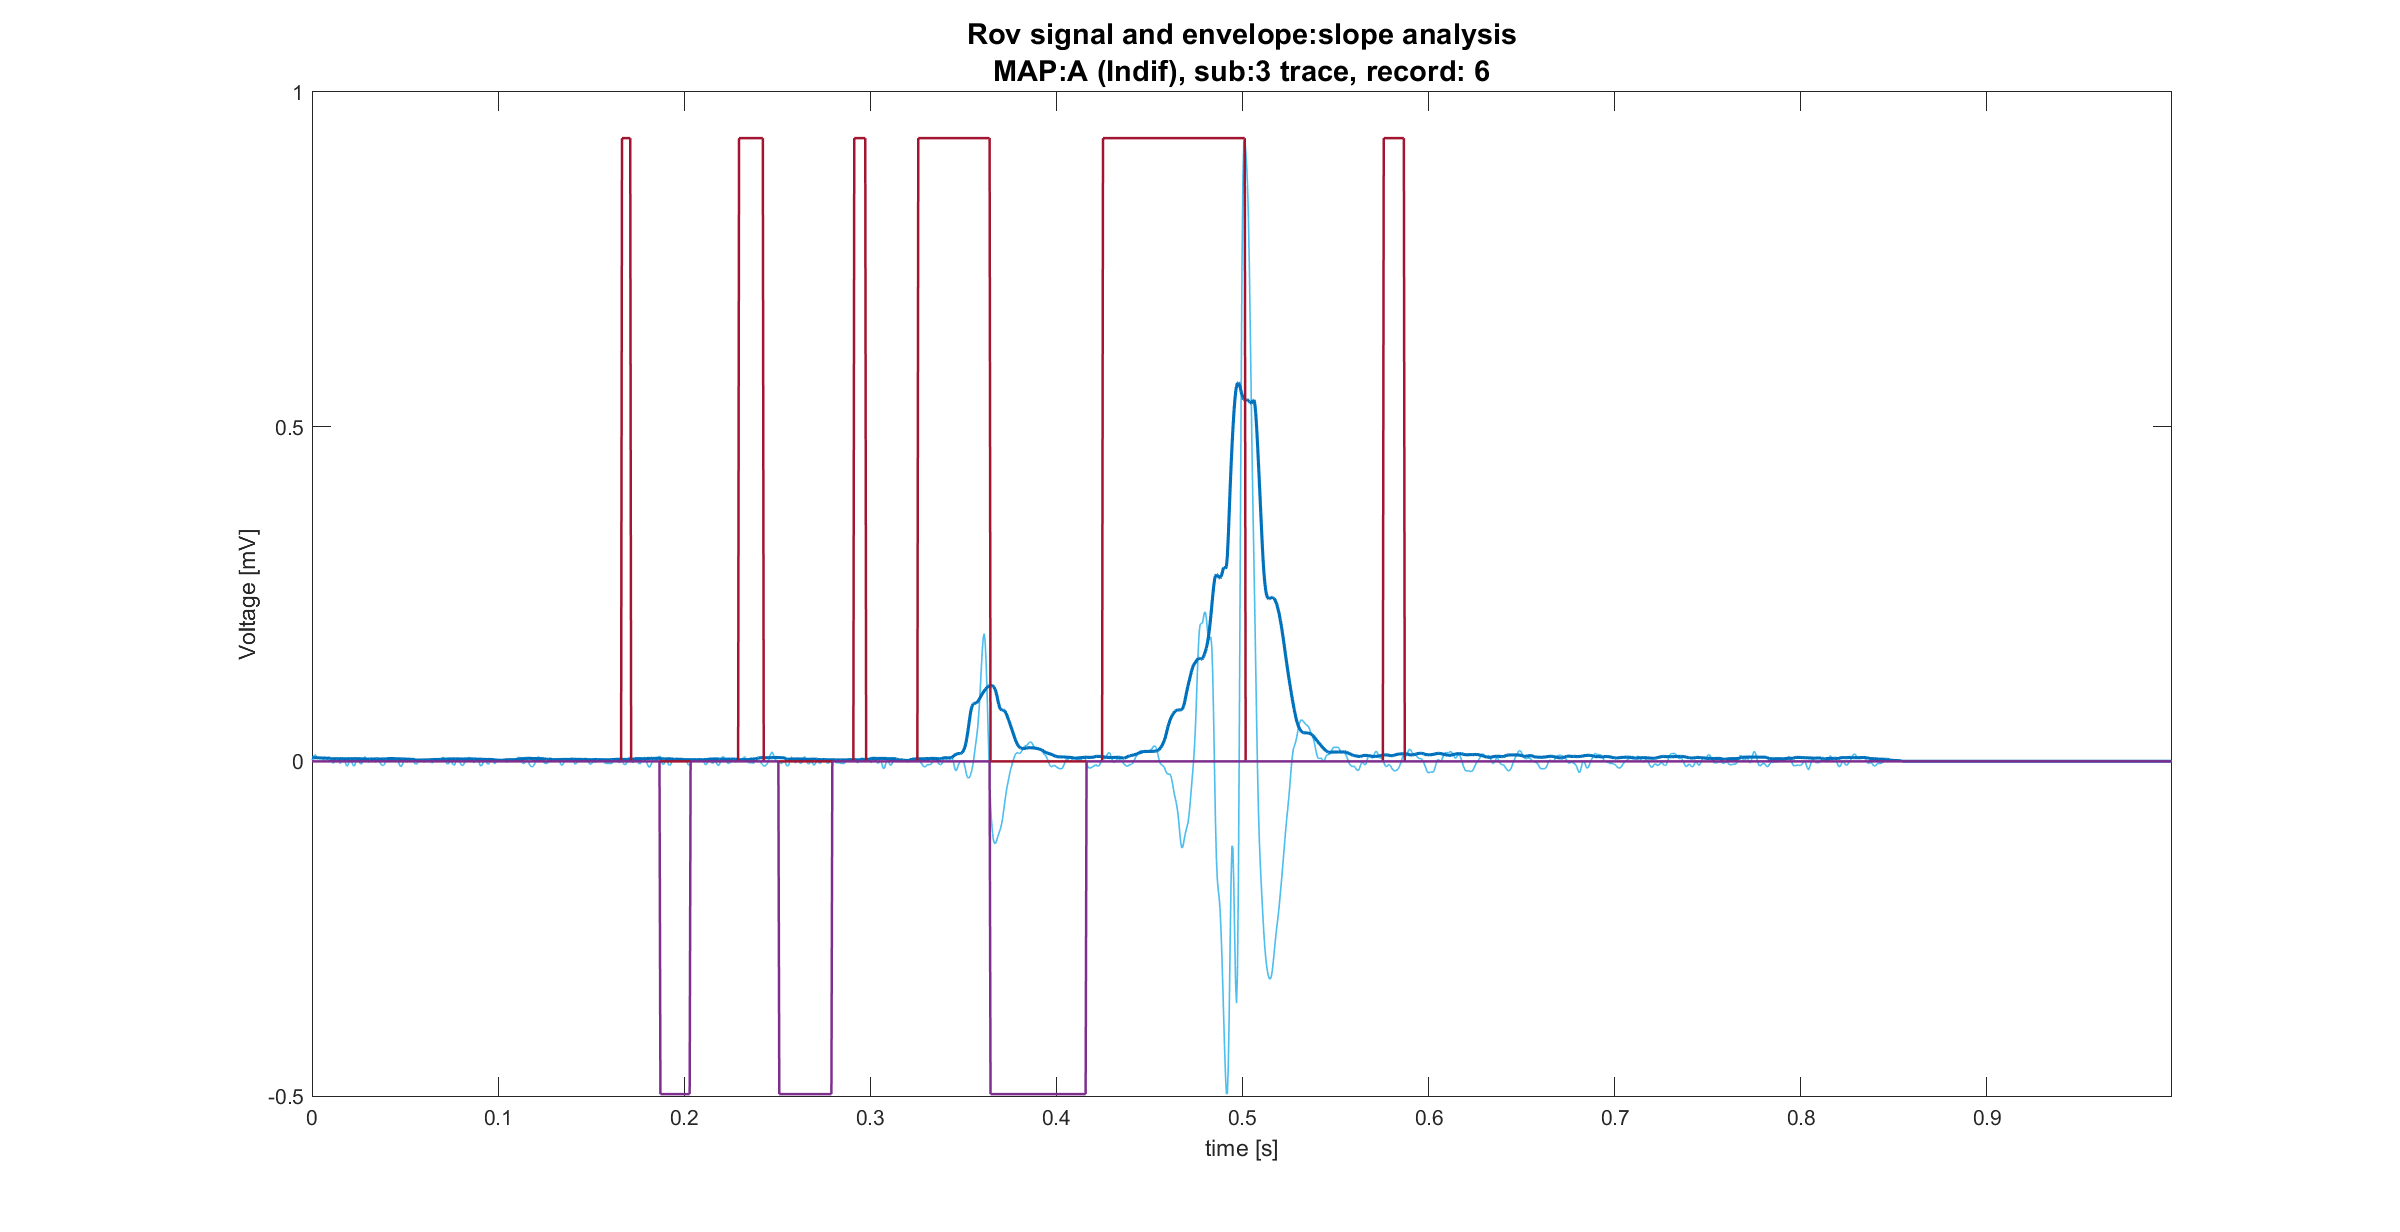 Rov signal and envelope:slope analysis
MAP:A (Indif), sub:3 trace, record: 6
1
0.5
0
-0.5
Voltage [mV]
0 0.1 0.2 0.3 0.4 0.5 0.6 0.7 0.8 0.9
time [s]